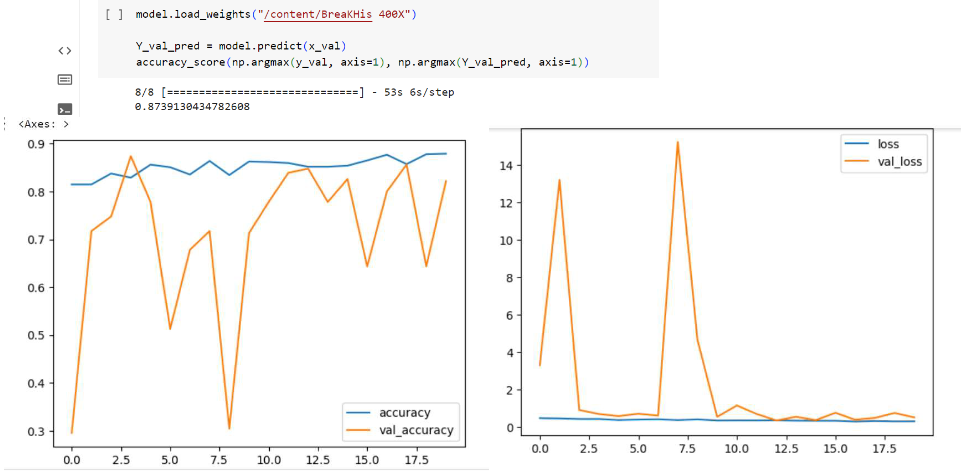 [ ] model.load_weights("/content/BreaKHis 400X")
Y_val_pred = model.predict(x_val)
accuracy_score(np.argmax(y_val, axis=1), np.argmax(Y_val_pred, axis=1))
<>
8/8 [==============================] - 53s 6s/step
0.8739130434782608
>_
<Axes: >
0.9
0.8
0.7
0.6
0.5
0.4
0.3
accuracy
val_accuracy
0.0 2.5 5.0 7.5 10.0 12.5 15.0 17.5
loss
val_loss
14
12
10
8
6
4
2
0
0.0 2.5 5.0 7.5 10.0 12.5 15.0 17.5